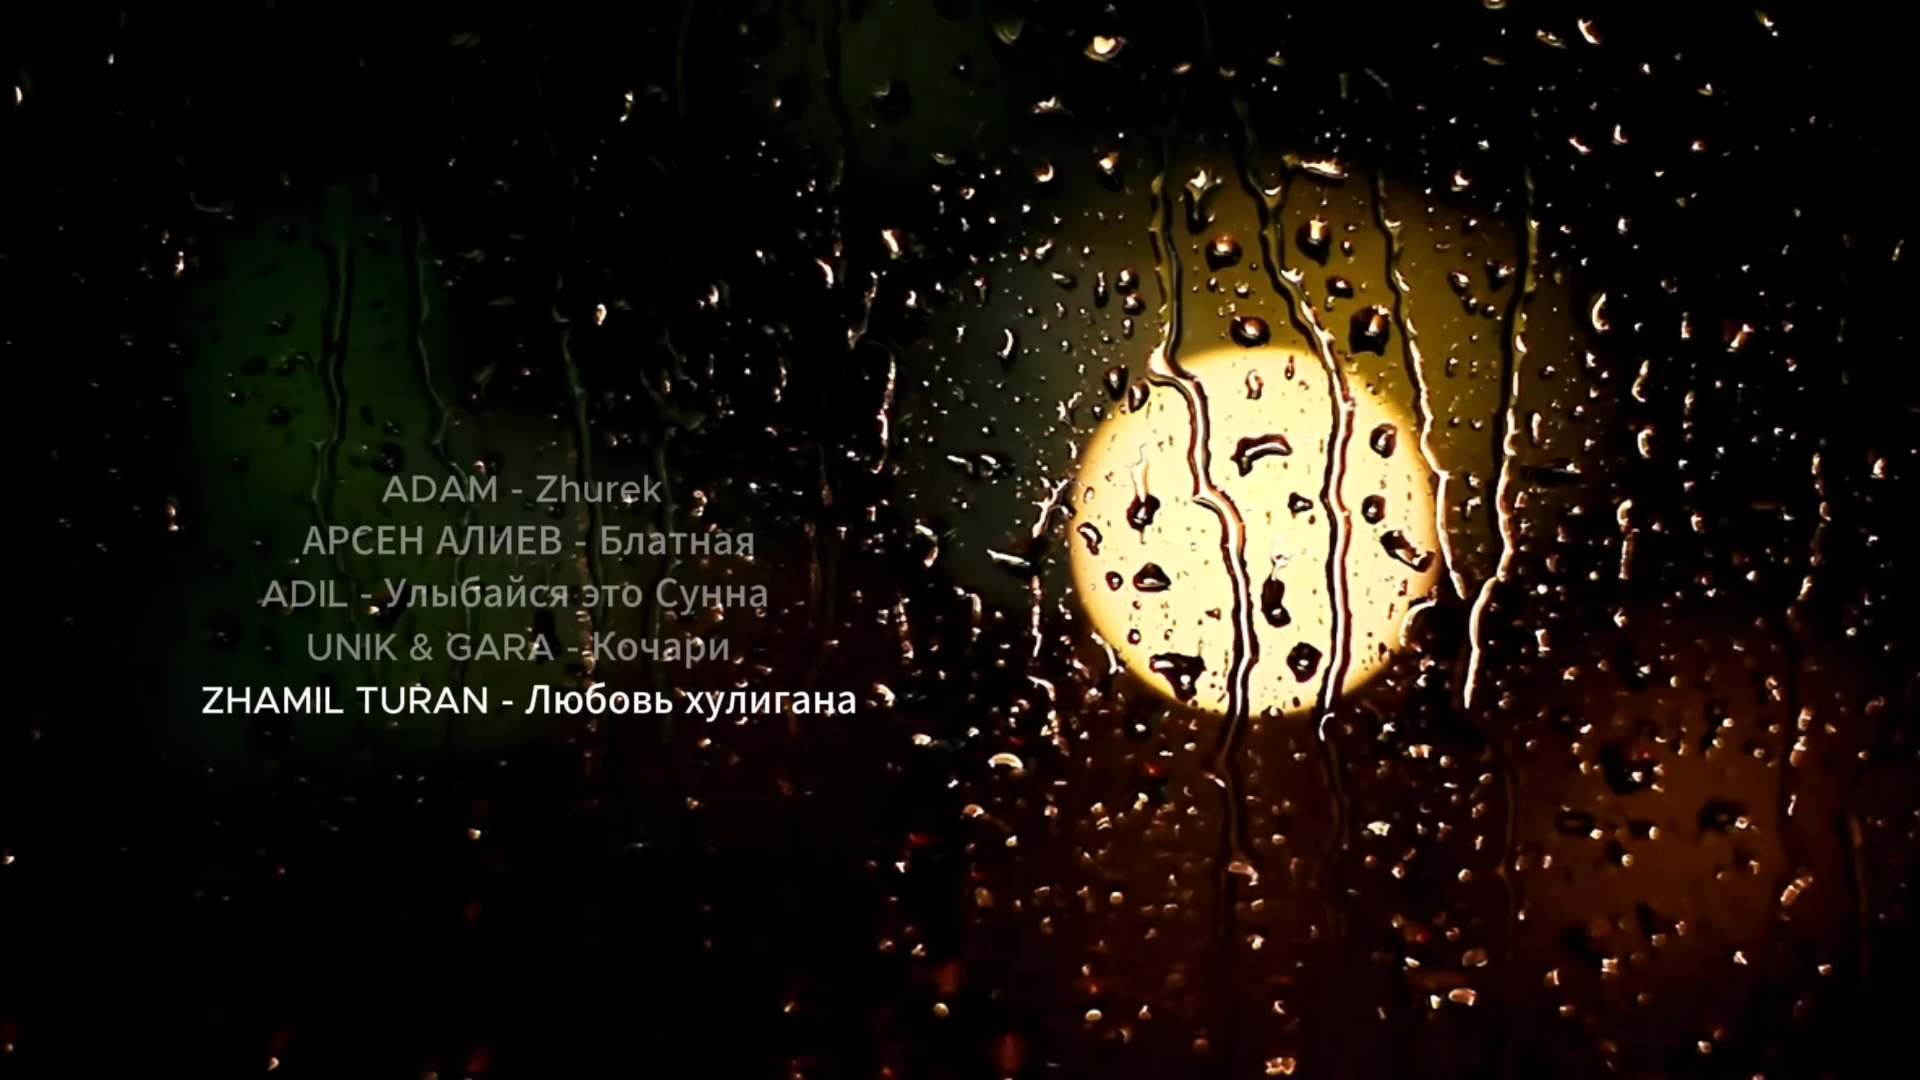 ADAM - Zhurek
АРСЕН АЛИЕВ - Блатная
ADIL - Улыбайся это Сунна
UNIK & GARA - Кочари
ZHAMIL TURAN - Любовь хулигана